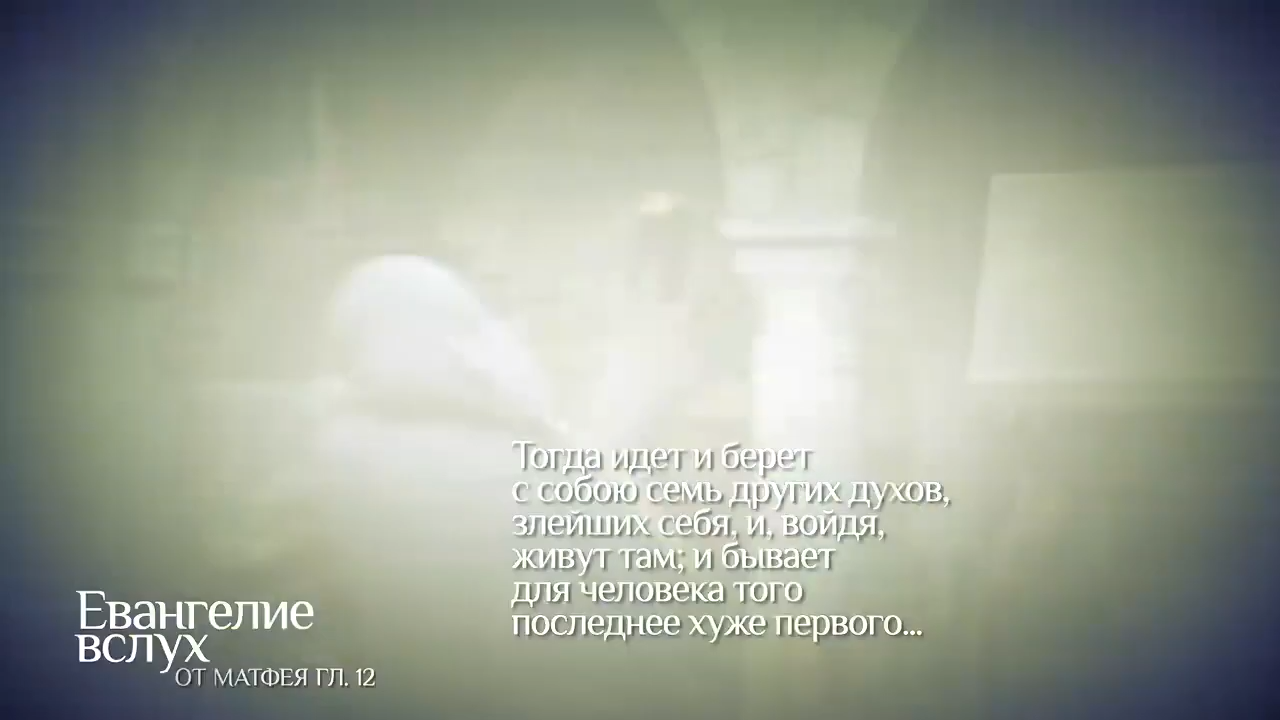 Тогда идет и берет
с собою семь других духов,
злейших себя, и, войдя,
живут там; и бывает
для человека того
последнее хуже первого...
Евангелие
вслух
ОТ МАТФЕЯ ГЛ. 12